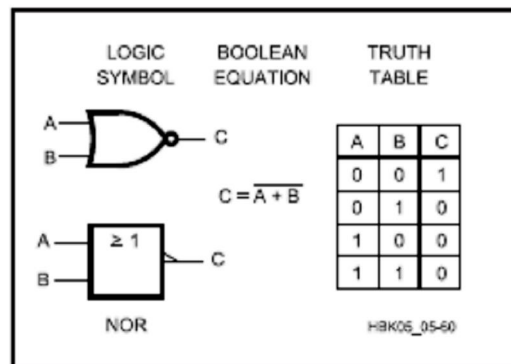 LOGIC SYMBOL
BOOLEAN EQUATION
TRUTH TABLE
A
B
C
C = \overline{A + B}
A
B
≥ 1
C
NOR
A B C
0 0 1
0 1 0
1 0 0
1 1 0
HBK05_05-60